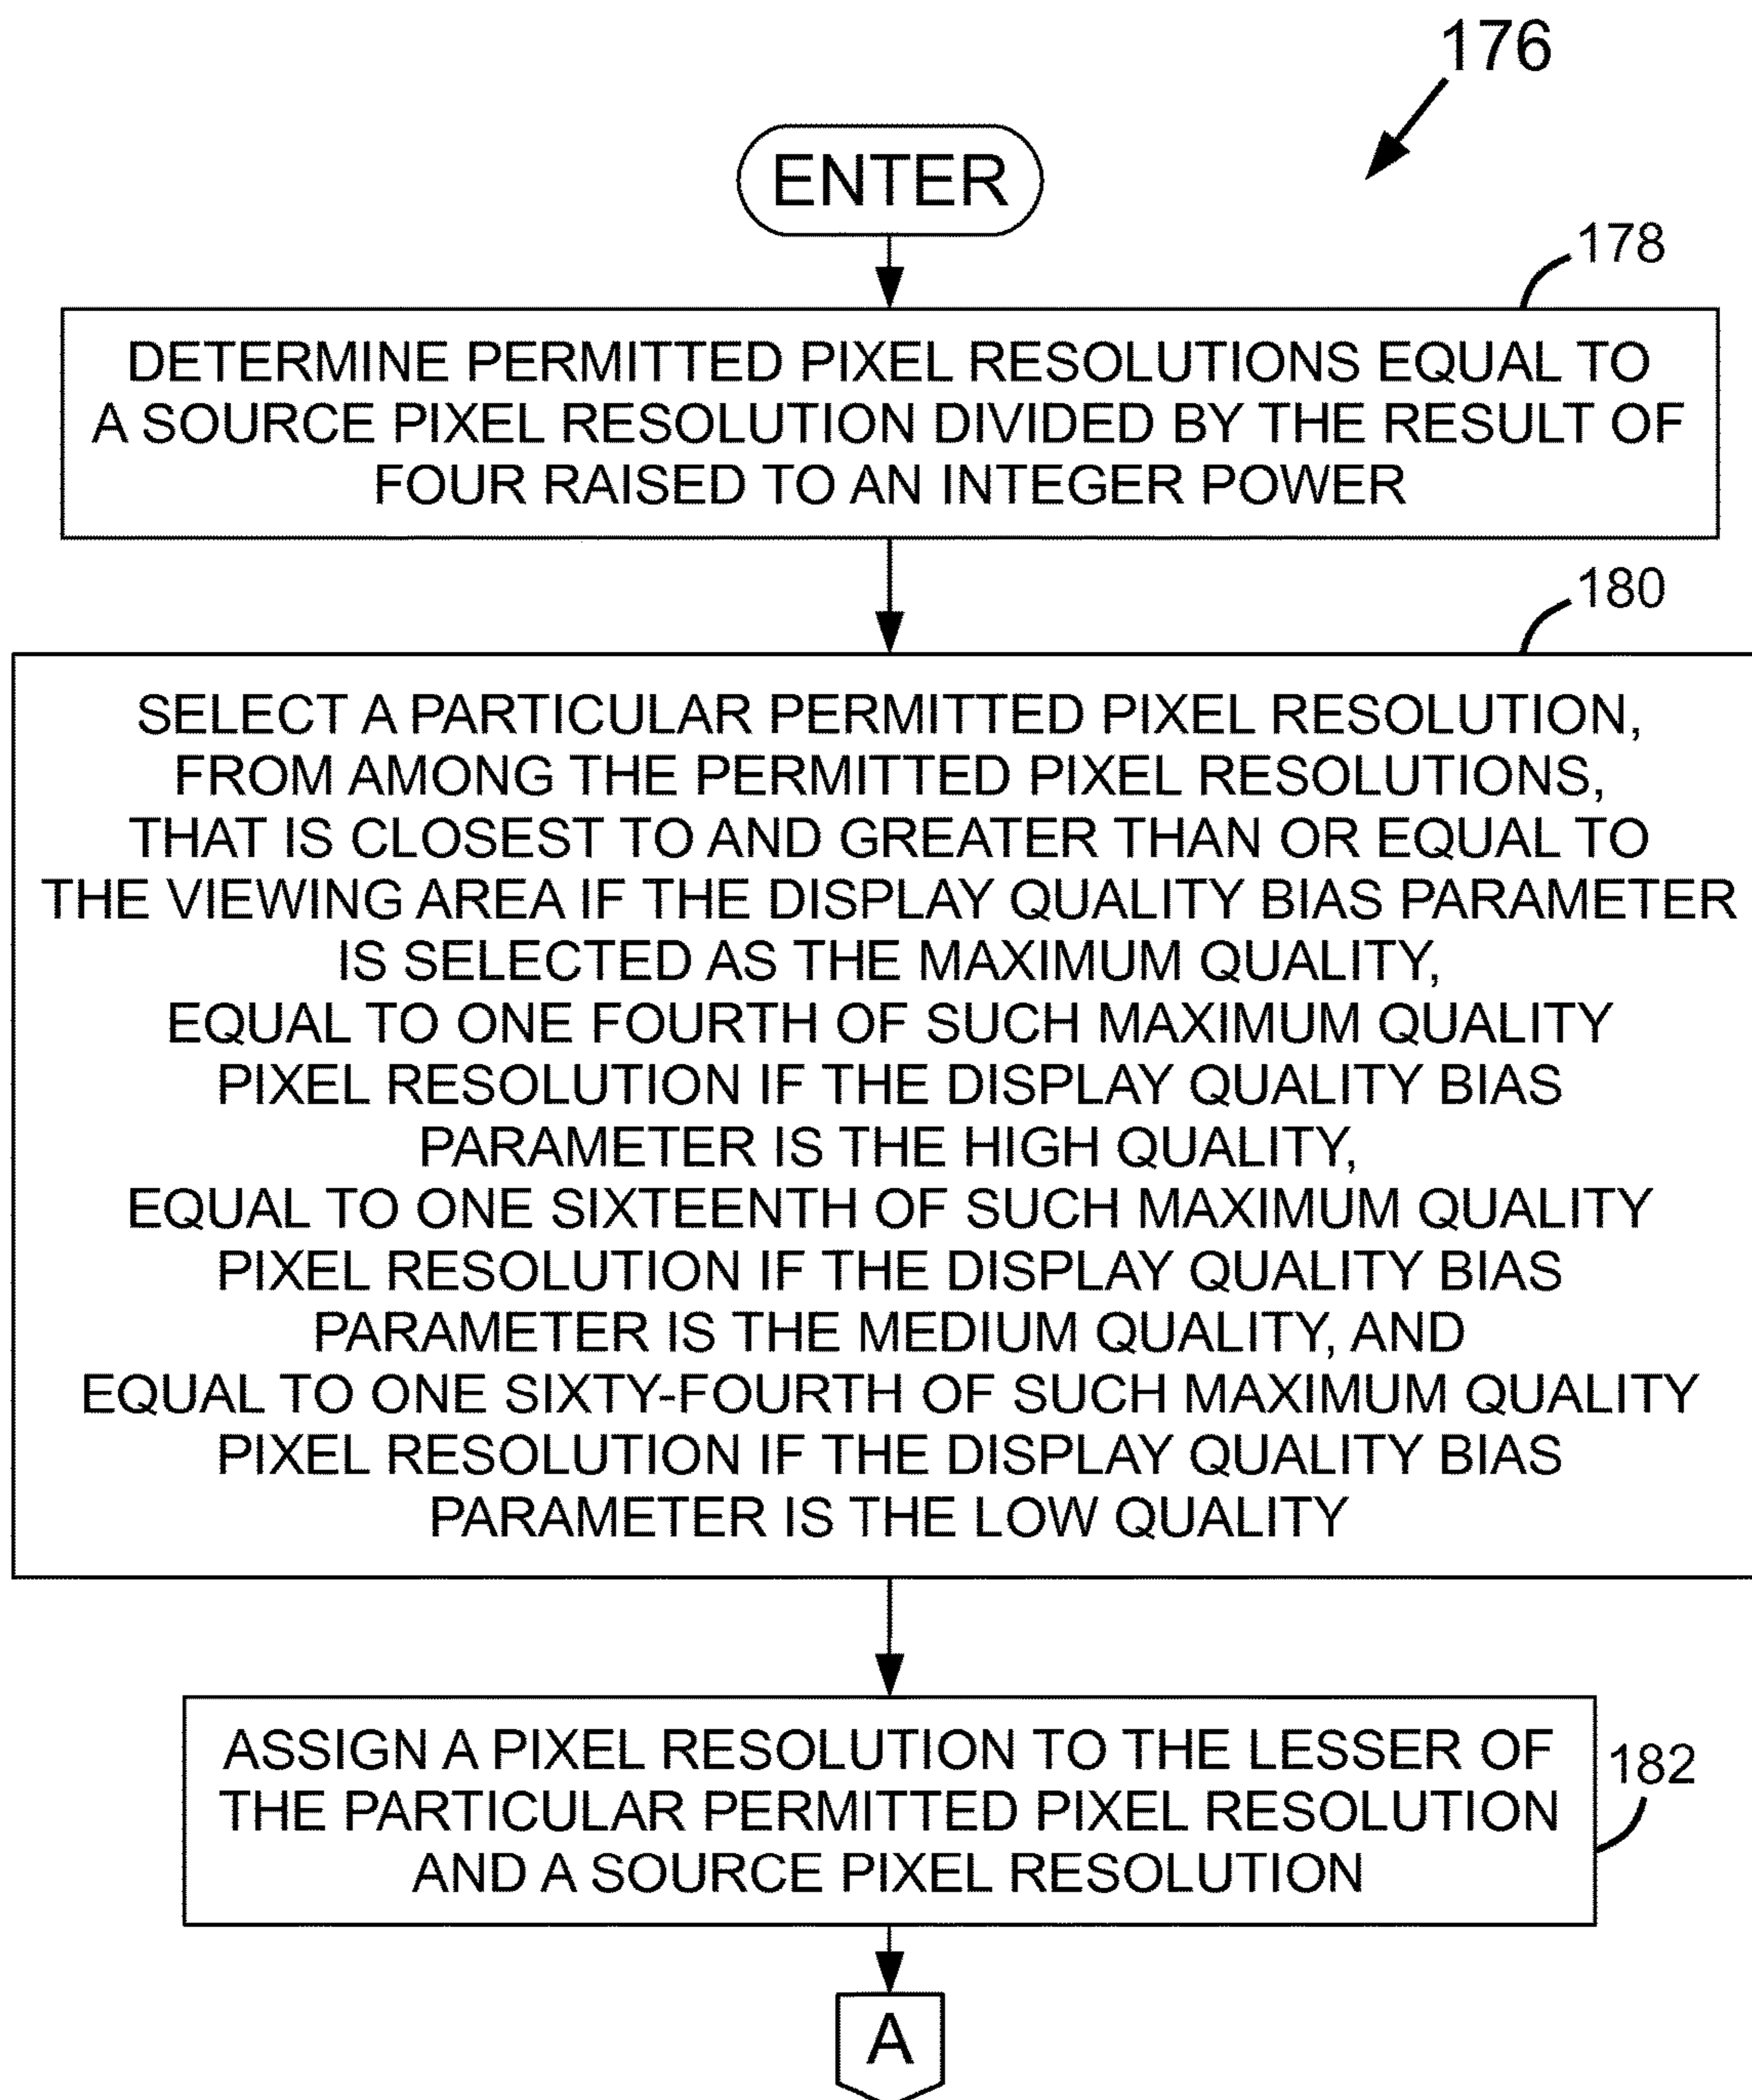 176
ENTER
178
DETERMINE PERMITTED PIXEL RESOLUTIONS EQUAL TO
A SOURCE PIXEL RESOLUTION DIVIDED BY THE RESULT OF
FOUR RAISED TO AN INTEGER POWER
180
SELECT A PARTICULAR PERMITTED PIXEL RESOLUTION,
FROM AMONG THE PERMITTED PIXEL RESOLUTIONS,
THAT IS CLOSEST TO AND GREATER THAN OR EQUAL TO
THE VIEWING AREA IF THE DISPLAY QUALITY BIAS PARAMETER
IS SELECTED AS THE MAXIMUM QUALITY,
EQUAL TO ONE FOURTH OF SUCH MAXIMUM QUALITY
PIXEL RESOLUTION IF THE DISPLAY QUALITY BIAS
PARAMETER IS THE HIGH QUALITY,
EQUAL TO ONE SIXTEENTH OF SUCH MAXIMUM QUALITY
PIXEL RESOLUTION IF THE DISPLAY QUALITY BIAS
PARAMETER IS THE MEDIUM QUALITY, AND
EQUAL TO ONE SIXTY-FOURTH OF SUCH MAXIMUM QUALITY
PIXEL RESOLUTION IF THE DISPLAY QUALITY BIAS
PARAMETER IS THE LOW QUALITY
ASSIGN A PIXEL RESOLUTION TO THE LESSER OF
THE PARTICULAR PERMITTED PIXEL RESOLUTION
AND A SOURCE PIXEL RESOLUTION
182
A